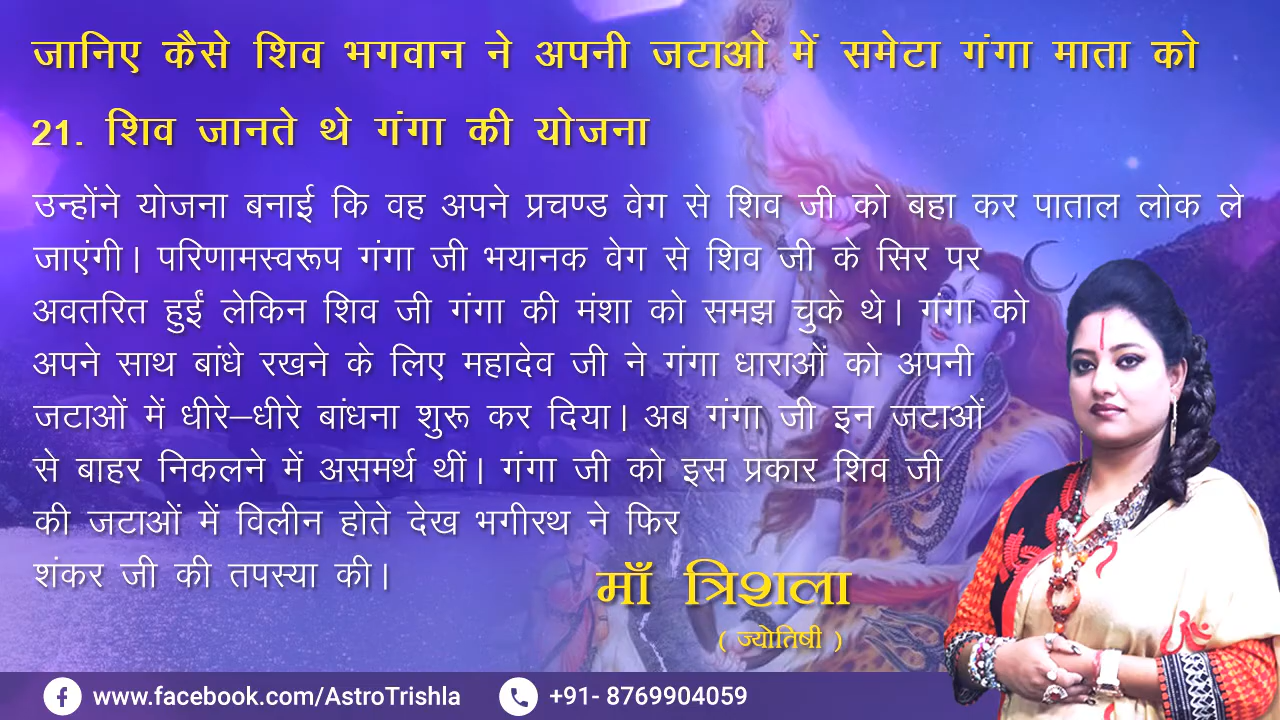 जानिए कैसे शिव भगवान ने अपनी जटाओ में समेटा गंगा माता को
21. शिव जानते थे गंगा की योजना
उन्होंने योजना बनाई कि वह अपने प्रचण्ड वेग से शिव जी को बहा कर पाताल लोक ले
जाएंगी। परिणामस्वरूप गंगा जी भयानक वेग से शिव जी के सिर पर
अवतरित हुईं लेकिन शिव जी गंगा की मंशा को समझ चुके थे। गंगा को
अपने साथ बांधे रखने के लिए महादेव जी ने गंगा धाराओं को अपनी
जटाओं में धीरे–धीरे बांधना शुरू कर दिया। अब गंगा जी इन जटाओं
से बाहर निकलने में असमर्थ थीं। गंगा जी को इस प्रकार शिव जी
की जटाओं में विलीन होते देख भगीरथ ने फिर
शंकर जी की तपस्या की।
माँ त्रिशला
( ज्योतिषी )
www.facebook.com/AstroTrishla +91- 8769904059